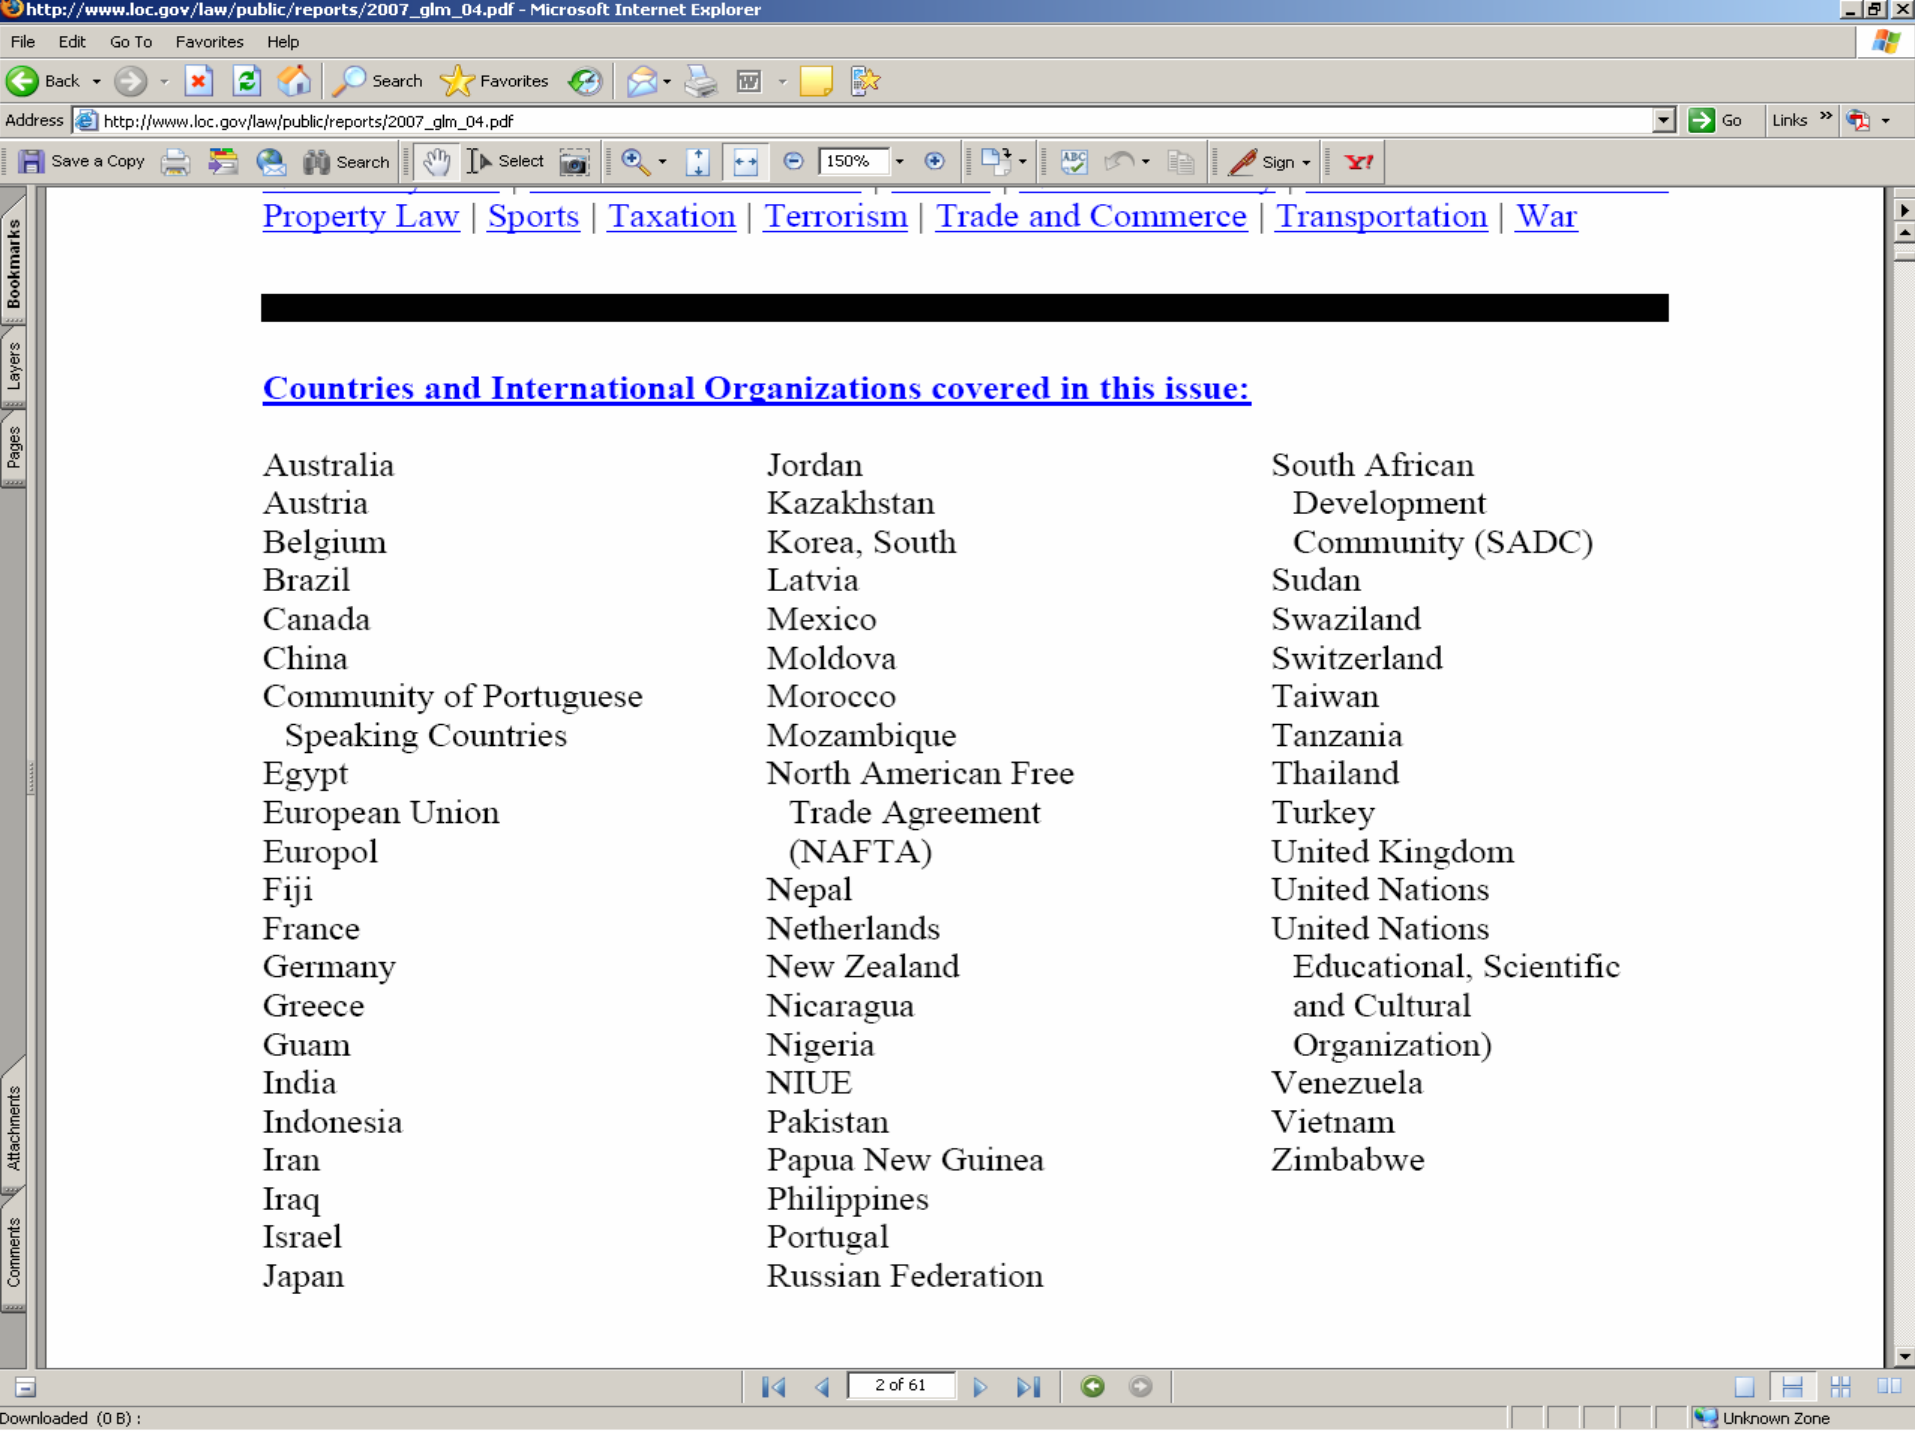 http://www.loc.gov/law/public/reports/2007_glm_04.pdf - Microsoft Internet Explorer
File Edit Go To Favorites Help
Back Search Favorites
Address http://www.loc.gov/law/public/reports/2007_glm_04.pdf Go Links »
Save a Copy Search Select 150% Sign Y!
Bookmarks
Layers
Pages
Attachments
Comments
Property Law | Sports | Taxation | Terrorism | Trade and Commerce | Transportation | War
Countries and International Organizations covered in this issue:
Australia
Austria
Belgium
Brazil
Canada
China
Community of Portuguese
Speaking Countries
Egypt
European Union
Europol
Fiji
France
Germany
Greece
Guam
India
Indonesia
Iran
Iraq
Israel
Japan
Jordan
Kazakhstan
Korea, South
Latvia
Mexico
Moldova
Morocco
Mozambique
North American Free
Trade Agreement
(NAFTA)
Nepal
Netherlands
New Zealand
Nicaragua
Nigeria
NIUE
Pakistan
Papua New Guinea
Philippines
Portugal
Russian Federation
South African
Development
Community (SADC)
Sudan
Swaziland
Switzerland
Taiwan
Tanzania
Thailand
Turkey
United Kingdom
United Nations
United Nations
Educational, Scientific
and Cultural
Organization)
Venezuela
Vietnam
Zimbabwe
2 of 61
Downloaded (0 B) :
Unknown Zone